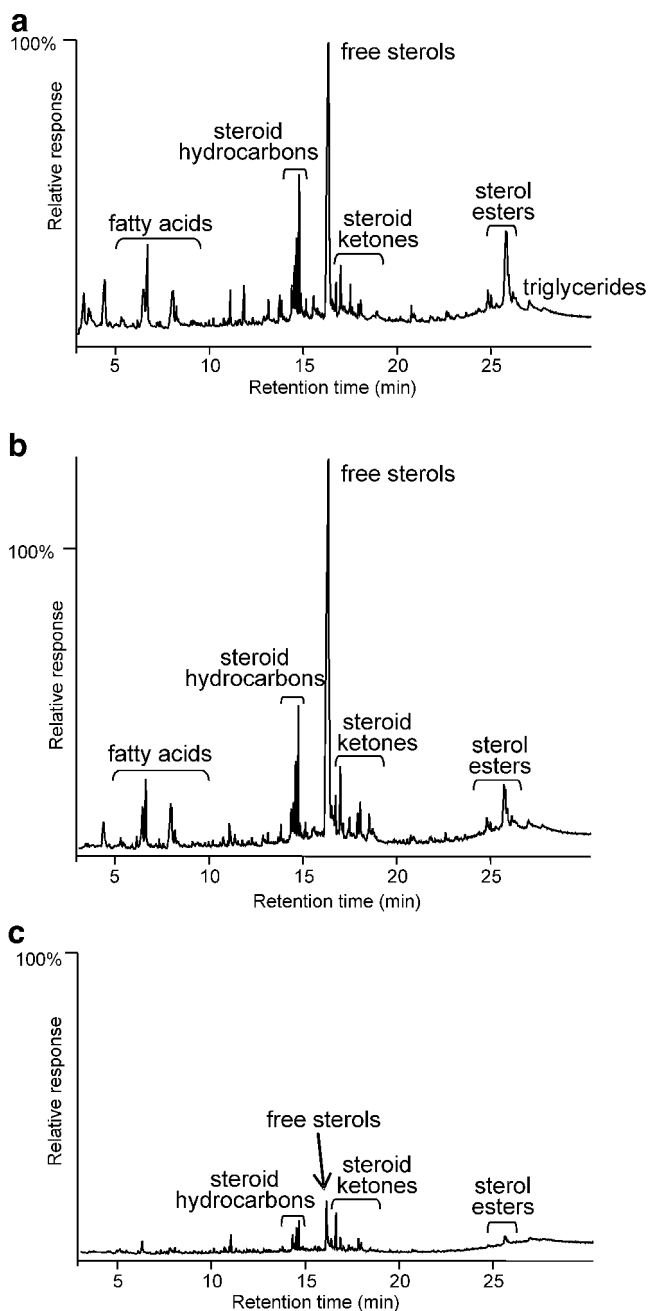 a
100%
free sterols
steroid
hydrocarbons
fatty acids
steroid
ketones
sterol
esters
triglycerides
Relative response
5 10 15 20 25
Retention time (min)
b
free sterols
100%
steroid
hydrocarbons
fatty acids
steroid
ketones
sterol
esters
Relative response
5 10 15 20 25
Retention time (min)
c
100%
free sterols
steroid
hydrocarbons
steroid
ketones
sterol
esters
Relative response
5 10 15 20 25
Retention time (min)